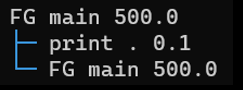 FG main 500.0
├─ print . 0.1
└─ FG main 500.0